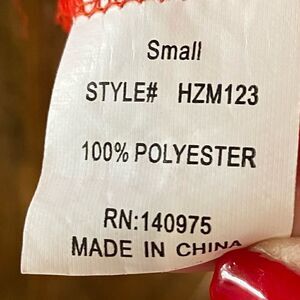 Small
STYLE# HZM123
100% POLYESTER
RN:140975
MADE IN CHINA